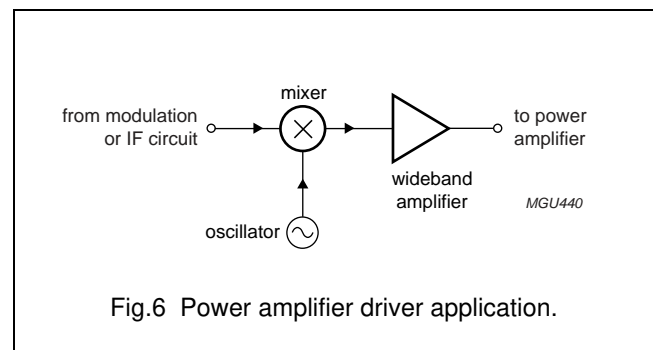 mixer
from modulation
or IF circuit
to power
amplifier
wideband
amplifier
MGU440
oscillator
Fig.6 Power amplifier driver application.